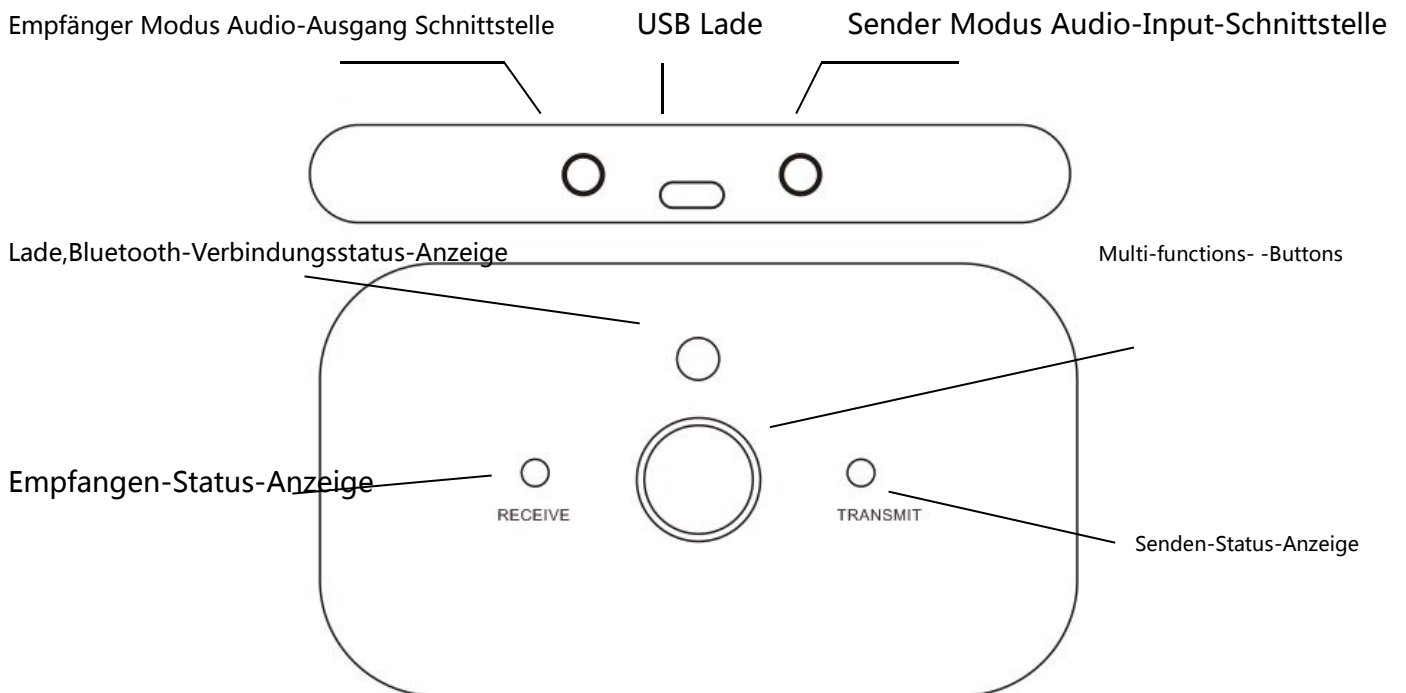 Empfänger Modus Audio-Ausgang Schnittstelle USB Lade Sender Modus Audio-Input-Schnittstelle
Lade,Bluetooth-Verbindungsstatus-Anzeige Multi-functions- -Buttons
Empfangen-Status-Anzeige
RECEIVE TRANSMIT
Senden-Status-Anzeige